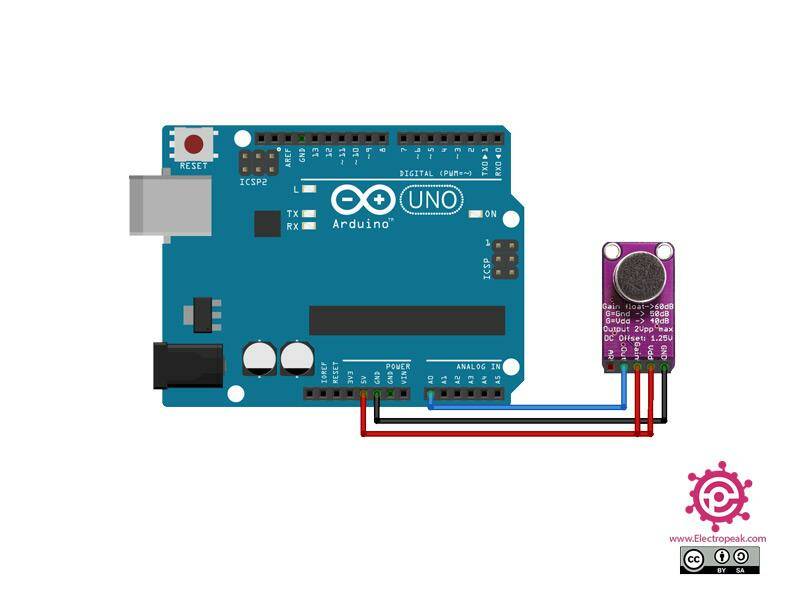 RESET
ICSP2
AREF
GND
13
12
~11
~10
~9
8
7
~6
~5
4
~3
2
TX0▶1
RX0◀0
DIGITAL (PWM=~)
L
TX
RX
Arduino™
UNO
ON
1
ICSP
POWER
ANALOG IN
IOREF
RESET
3V3
5V
GND
GND
VIN
A0
A1
A2
A3
A4
A5
Gain float->60dB
G=Gnd -> 50dB
G=Vdd -> 40dB
Output 2Vpp max
DC Offset: 1.25V
AR
Out
Gain
Vdd
GND
www.Electropeak.com
cc
BY SA